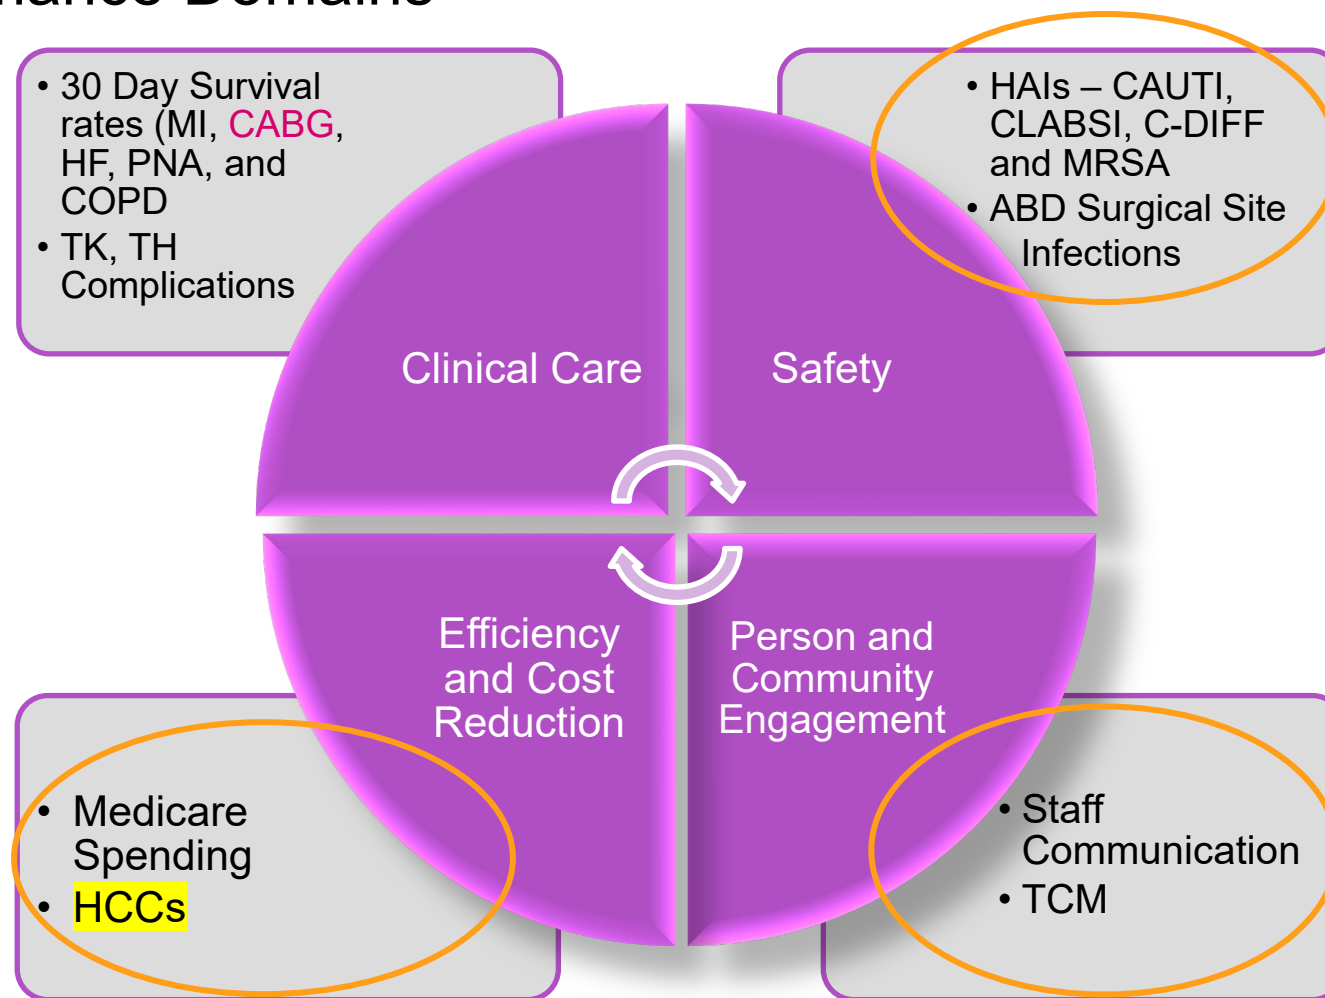 Domains
• 30 Day Survival
rates (MI, CABG,
HF, PNA, and
COPD
• TK, TH
Complications
• HAIs – CAUTI,
CLABSI, C-DIFF
and MRSA
• ABD Surgical Site
Infections
Clinical Care
Safety
Efficiency
and Cost
Reduction
Person and
Community
Engagement
• Medicare
Spending
• HCCs
• Staff
Communication
• TCM